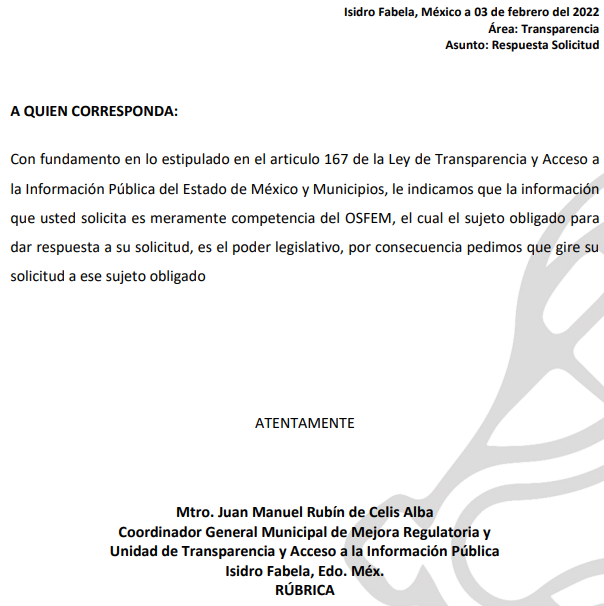 Isidro Fabela, México a 03 de febrero del 2022
Área: Transparencia
Asunto: Respuesta Solicitud
A QUIEN CORRESPONDA:
Con fundamento en lo estipulado en el articulo 167 de la Ley de Transparencia y Acceso a
la Información Pública del Estado de México y Municipios, le indicamos que la información
que usted solicita es meramente competencia del OSFEM, el cual el sujeto obligado para
dar respuesta a su solicitud, es el poder legislativo, por consecuencia pedimos que gire su
solicitud a ese sujeto obligado
ATENTAMENTE
Mtro. Juan Manuel Rubín de Celis Alba
Coordinador General Municipal de Mejora Regulatoria y
Unidad de Transparencia y Acceso a la Información Pública
Isidro Fabela, Edo. Méx.
RÚBRICA